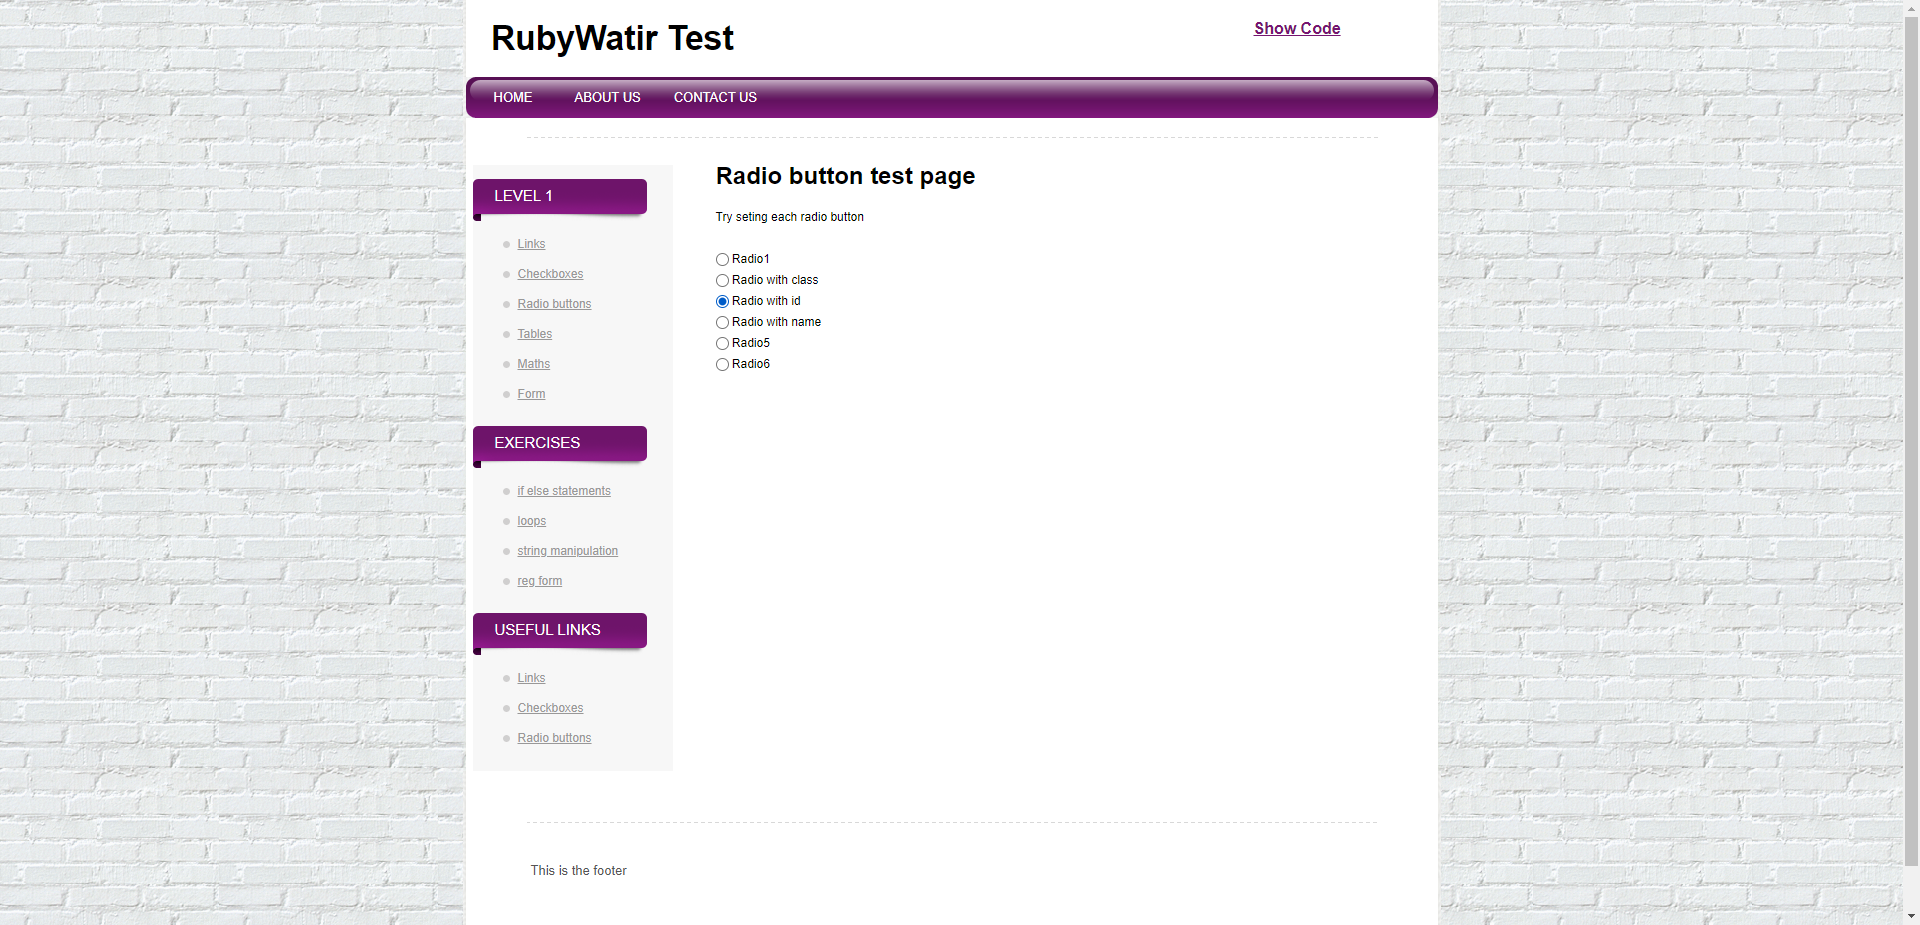 RubyWatir Test
Show Code
HOME ABOUT US CONTACT US
LEVEL 1
Links
Checkboxes
Radio buttons
Tables
Maths
Form
EXERCISES
if else statements
loops
string manipulation
reg form
USEFUL LINKS
Links
Checkboxes
Radio buttons
Radio button test page
Try seting each radio button
Radio1
Radio with class
Radio with id
Radio with name
Radio5
Radio6
This is the footer